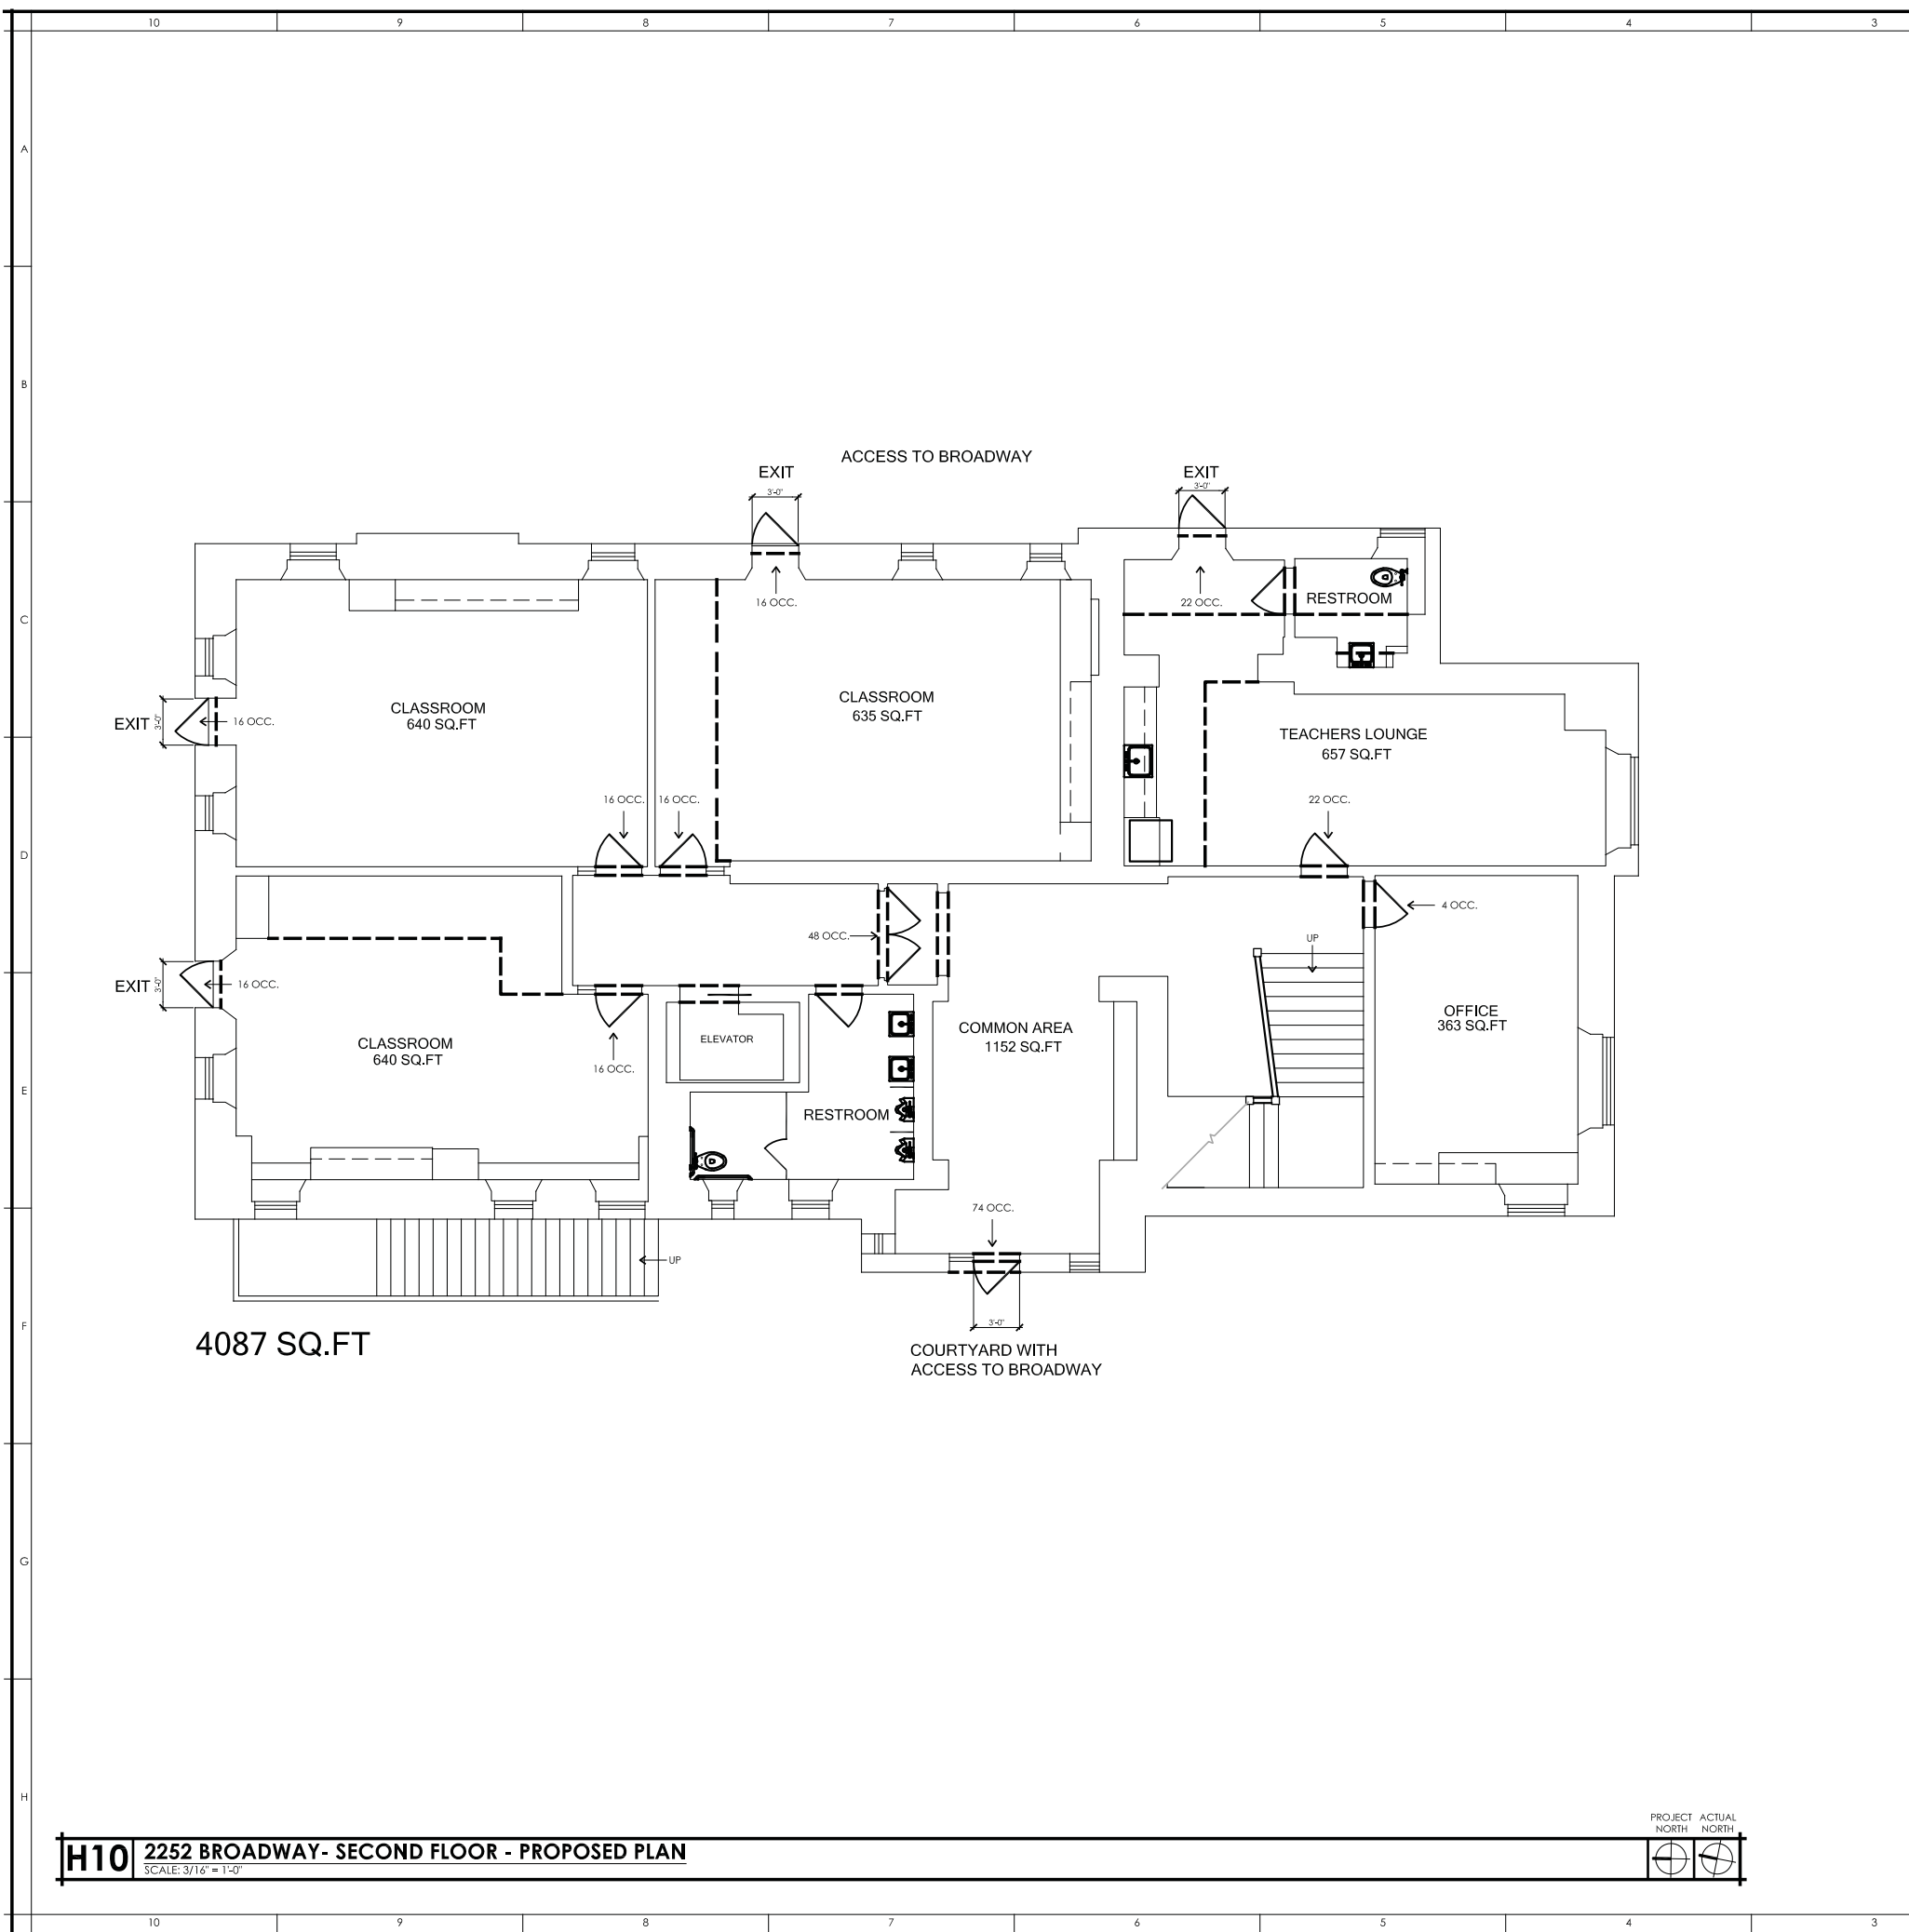 10 9 8 7 6 5 4 3
A
B
ACCESS TO BROADWAY
EXIT
EXIT
3'-0"
3'-0"
C
16 OCC.
22 OCC.
RESTROOM
CLASSROOM
640 SQ.FT
CLASSROOM
635 SQ.FT
EXIT
3'-0"
16 OCC.
TEACHERS LOUNGE
657 SQ.FT
16 OCC.
16 OCC.
22 OCC.
D
4 OCC.
48 OCC.
UP
EXIT
3'-0"
16 OCC.
OFFICE
363 SQ.FT
COMMON AREA
1152 SQ.FT
ELEVATOR
CLASSROOM
640 SQ.FT
16 OCC.
E
RESTROOM
74 OCC.
UP
3'-0"
F
4087 SQ.FT
COURTYARD WITH
ACCESS TO BROADWAY
G
H
PROJECT NORTH
ACTUAL NORTH
H10
2252 BROADWAY- SECOND FLOOR - PROPOSED PLAN
SCALE: 3/16" = 1'-0"
10 9 8 7 6 5 4 3